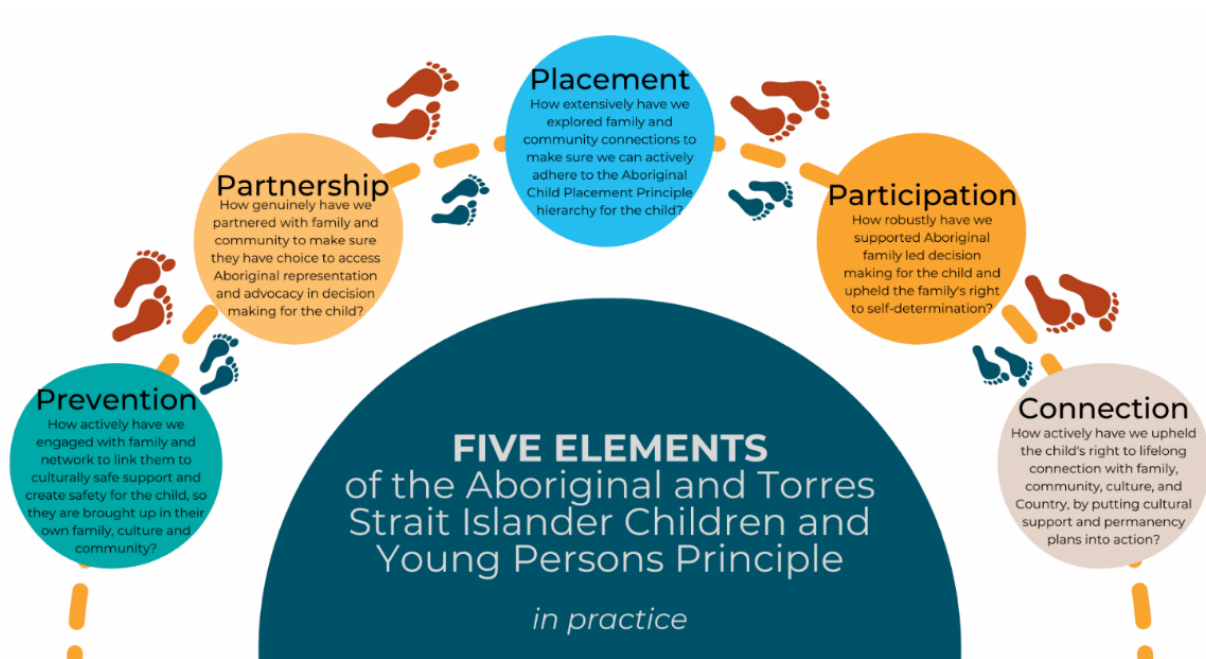 Prevention
How actively have we
engaged with family and
network to link them to
culturally safe support and
create safety for the child, so
they are brought up in their
own family, culture and
community?
Partnership
How genuinely have we
partnered with family and
community to make sure
they have choice to access
Aboriginal representation
and advocacy in decision
making for the child?
Placement
How extensively have we
explored family and
community connections to
make sure we can actively
adhere to the Aboriginal
Child Placement Principle
hierarchy for the child?
Participation
How robustly have we
supported Aboriginal
family led decision
making for the child and
upheld the family's right
to self-determination?
Connection
How actively have we upheld
the child's right to lifelong
connection with family,
community, culture, and
Country, by putting cultural
support and permanency
plans into action?
FIVE ELEMENTS
of the Aboriginal and Torres
Strait Islander Children and
Young Persons Principle
in practice